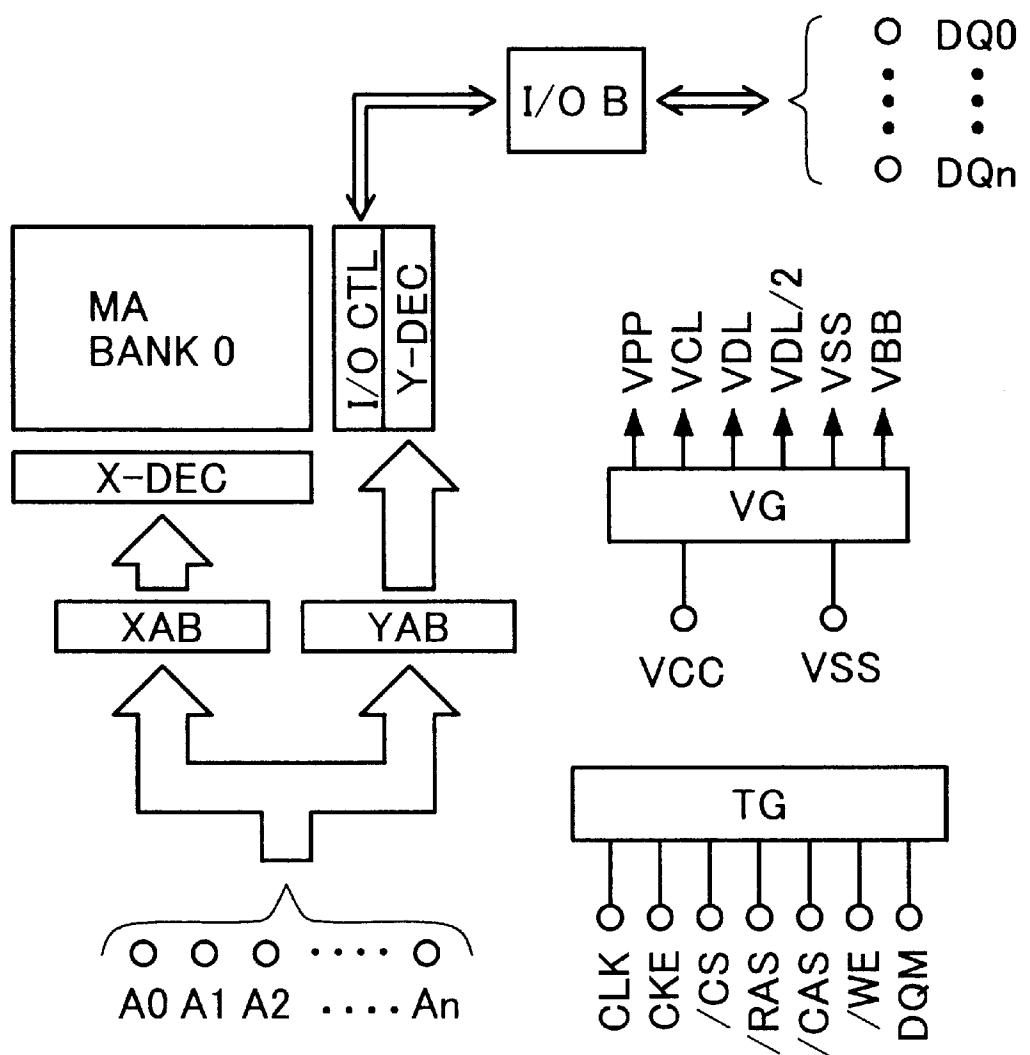 DQ0
I/O B
DQn
MA
BANK 0
I/O CTL
Y-DEC
VPP
VCL
VDL
VDL/2
VSS
VBB
X-DEC
VG
XAB
YAB
VCC
VSS
TG
A0 A1 A2 ····· An
CLK
CKE
/CS
/RAS
/CAS
/WE
DQM